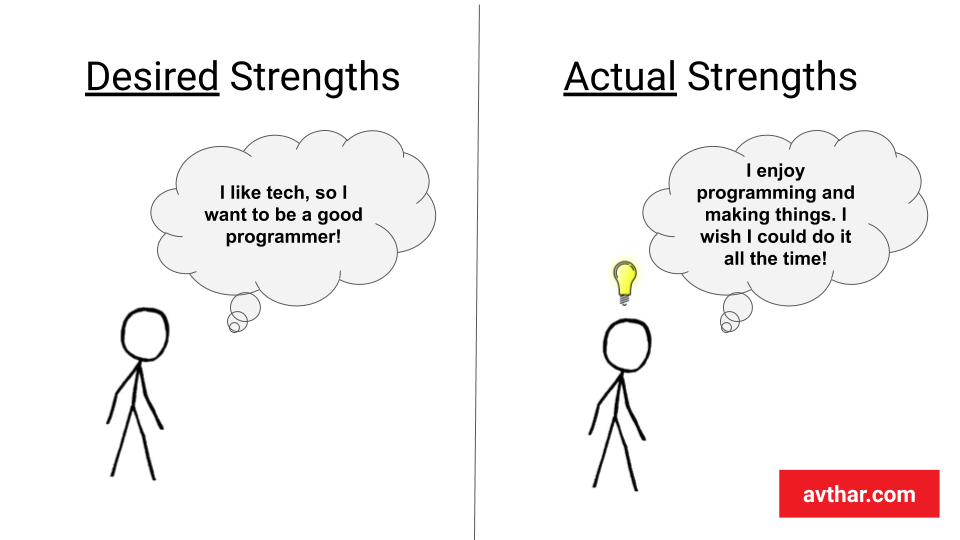 Desired Strengths
I like tech, so I
want to be a good
programmer!
Actual Strengths
I enjoy
programming and
making things. I
wish I could do it
all the time!
avthar.com